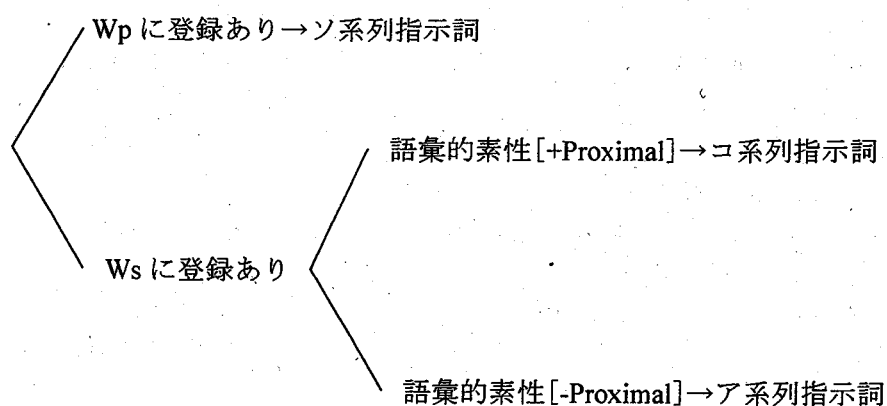 Wp に登録あり→ソ系列指示詞
語彙的素性[+Proximal]→コ系列指示詞
Ws に登録あり
語彙的素性[-Proximal]→ア系列指示詞